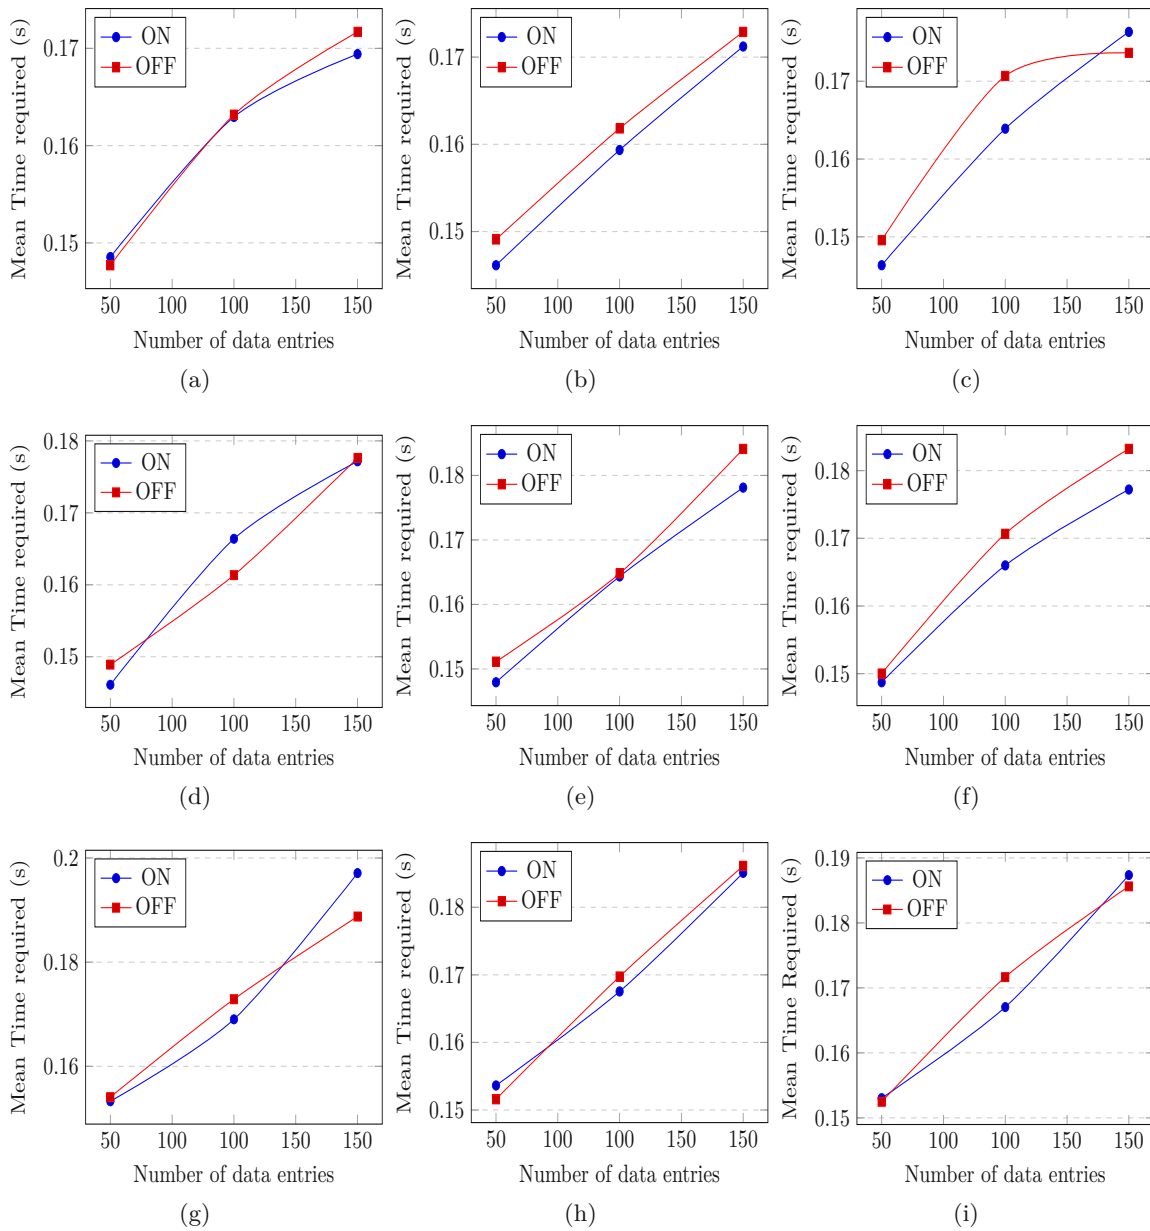 Mean Time required (s)
0.17
0.16
0.15
ON
OFF
50 100 100 150 150
Number of data entries
(a)
Mean Time required (s)
0.17
0.16
0.15
ON
OFF
50 100 100 150 150
Number of data entries
(b)
Mean Time required (s)
0.17
0.16
0.15
ON
OFF
50 100 100 150 150
Number of data entries
(c)
Mean Time required (s)
0.18
0.17
0.16
0.15
ON
OFF
50 100 100 150 150
Number of data entries
(d)
Mean Time required (s)
0.18
0.17
0.16
0.15
ON
OFF
50 100 100 150 150
Number of data entries
(e)
Mean Time required (s)
0.18
0.17
0.16
0.15
ON
OFF
50 100 100 150 150
Number of data entries
(f)
Mean Time required (s)
0.2
0.18
0.16
ON
OFF
50 100 100 150 150
Number of data entries
(g)
Mean Time required (s)
0.18
0.17
0.16
0.15
ON
OFF
50 100 100 150 150
Number of data entries
(h)
Mean Time Required (s)
0.19
0.18
0.17
0.16
0.15
ON
OFF
50 100 100 150 150
Number of data entries
(i)